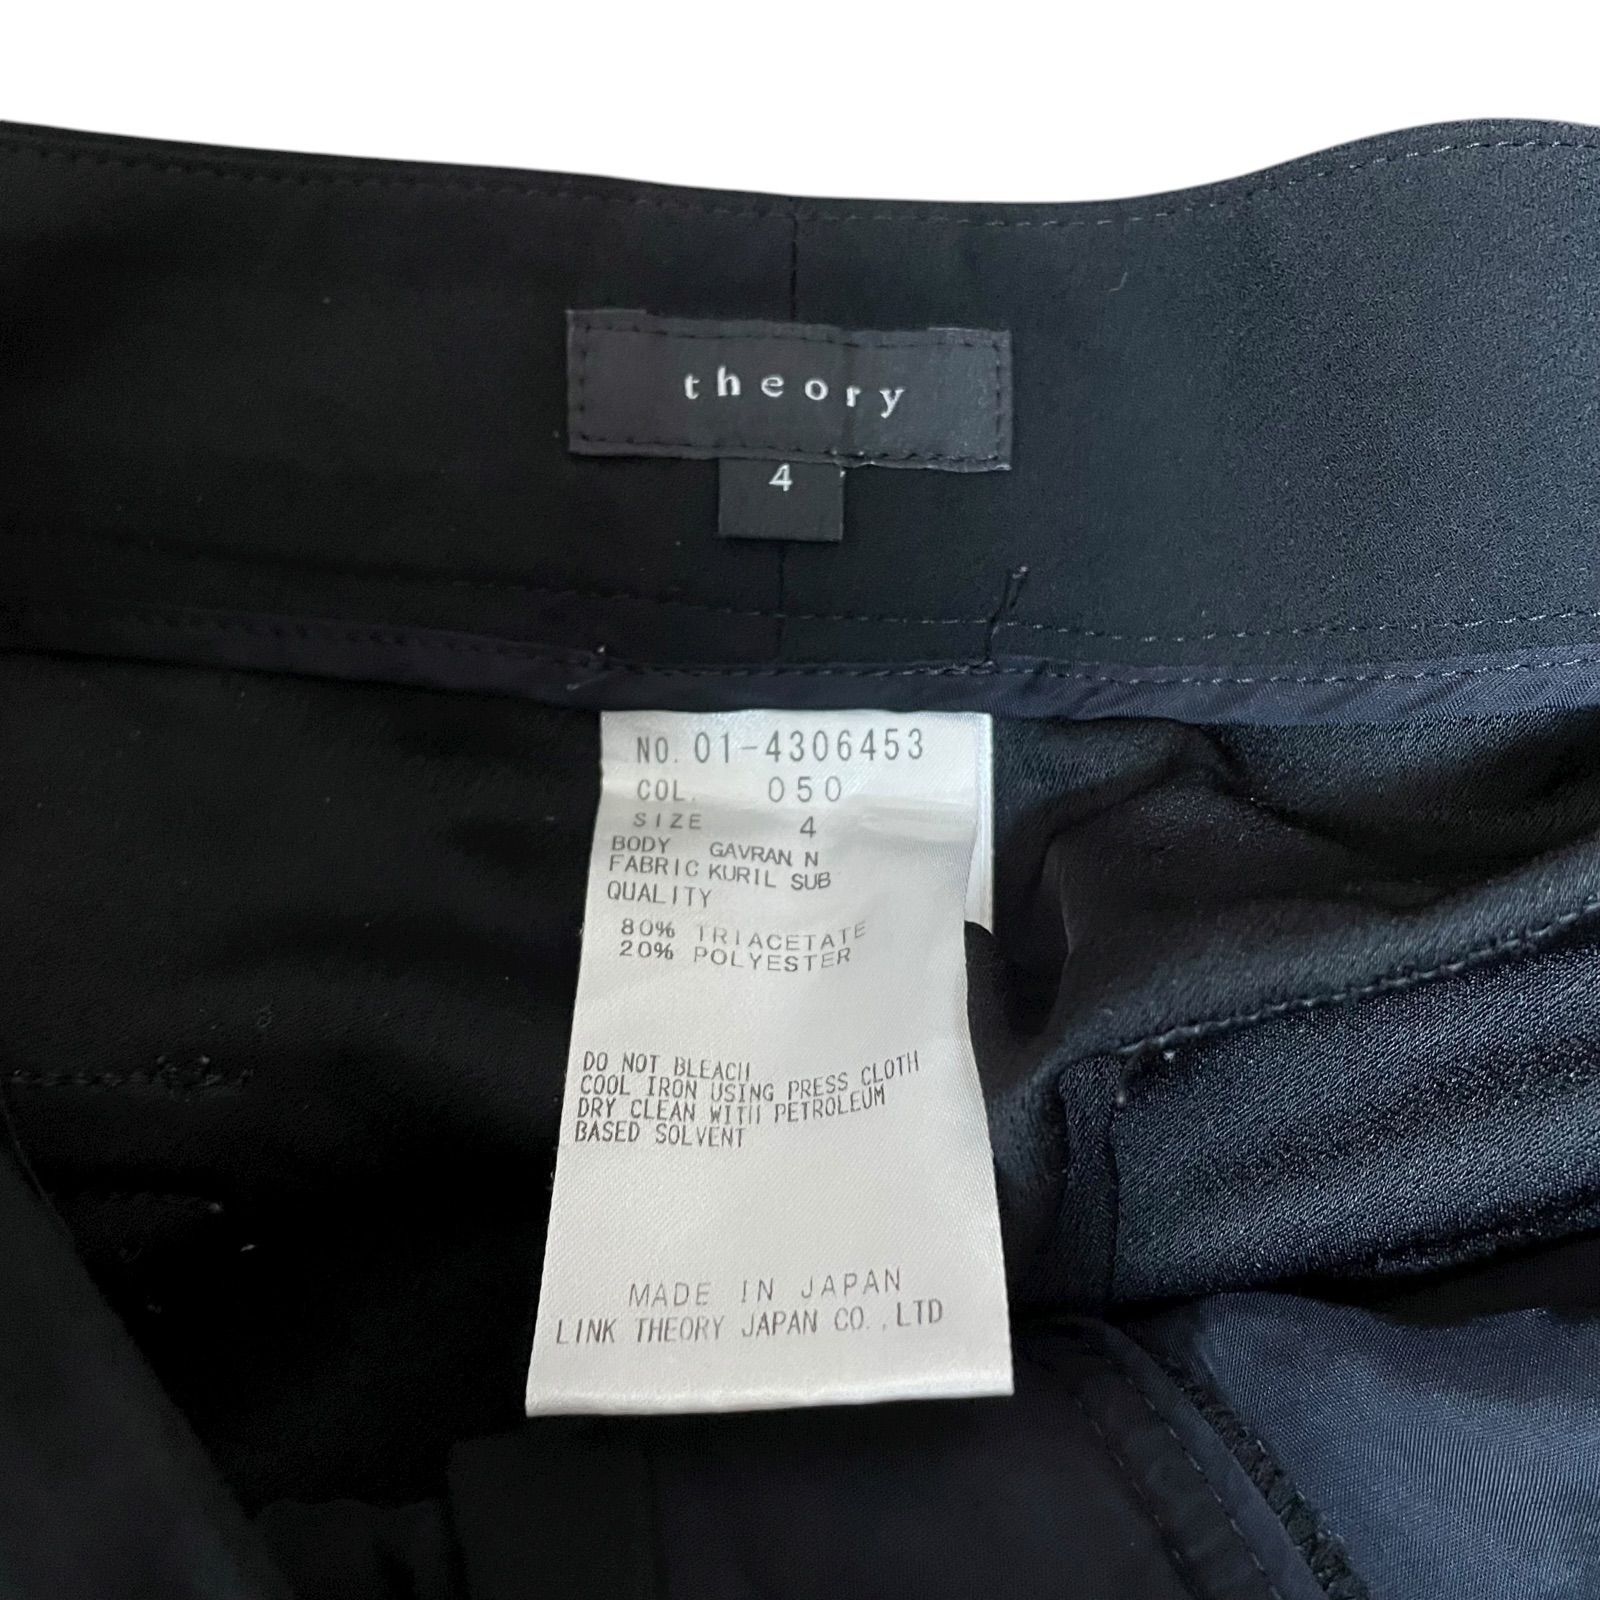 theory
4
NO. 01-4306453
COL. 050
SIZE 4
BODY GAVRAN N
FABRIC KURIL SUB
QUALITY
80% TRIACETATE
20% POLYESTER
DO NOT BLEACH
COOL IRON USING PRESS CLOTH
DRY CLEAN WITH PETROLEUM
BASED SOLVENT
MADE IN JAPAN
LINK THEORY JAPAN CO.,LTD